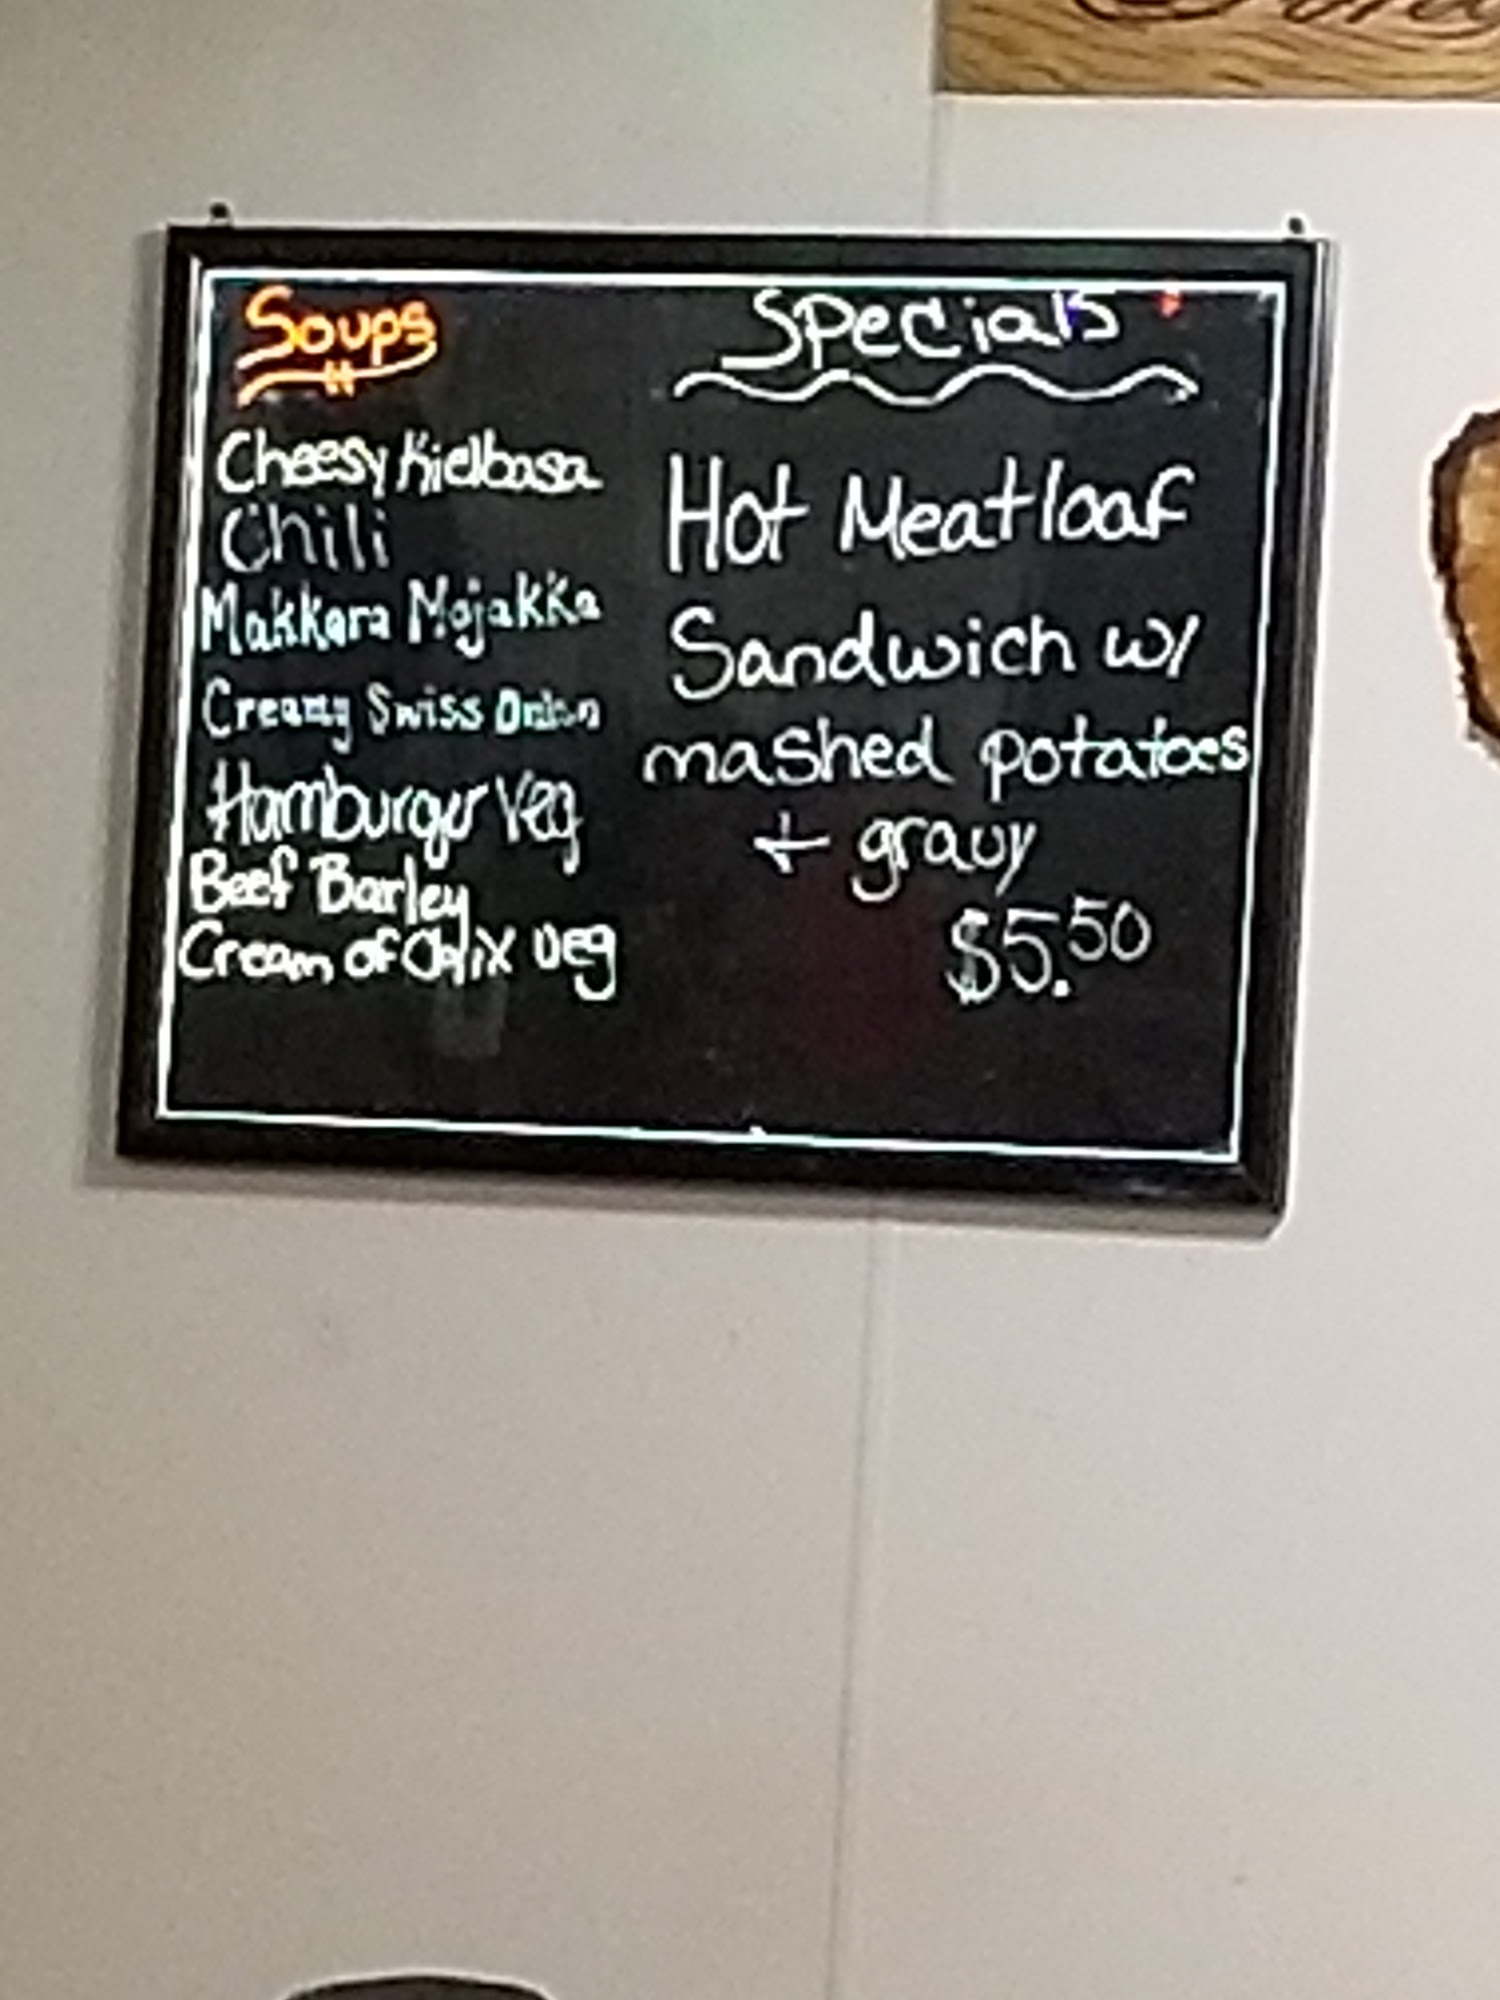 Soups
Cheesy Kielbasa
Chili
Makkara Mojakka
Creamy Swiss Onion
Hamburger Veg
Beef Barley
Cream of Chix Veg
Specials
Hot Meatloaf
Sandwich w/
mashed potatoes
+ gravy
$5.50